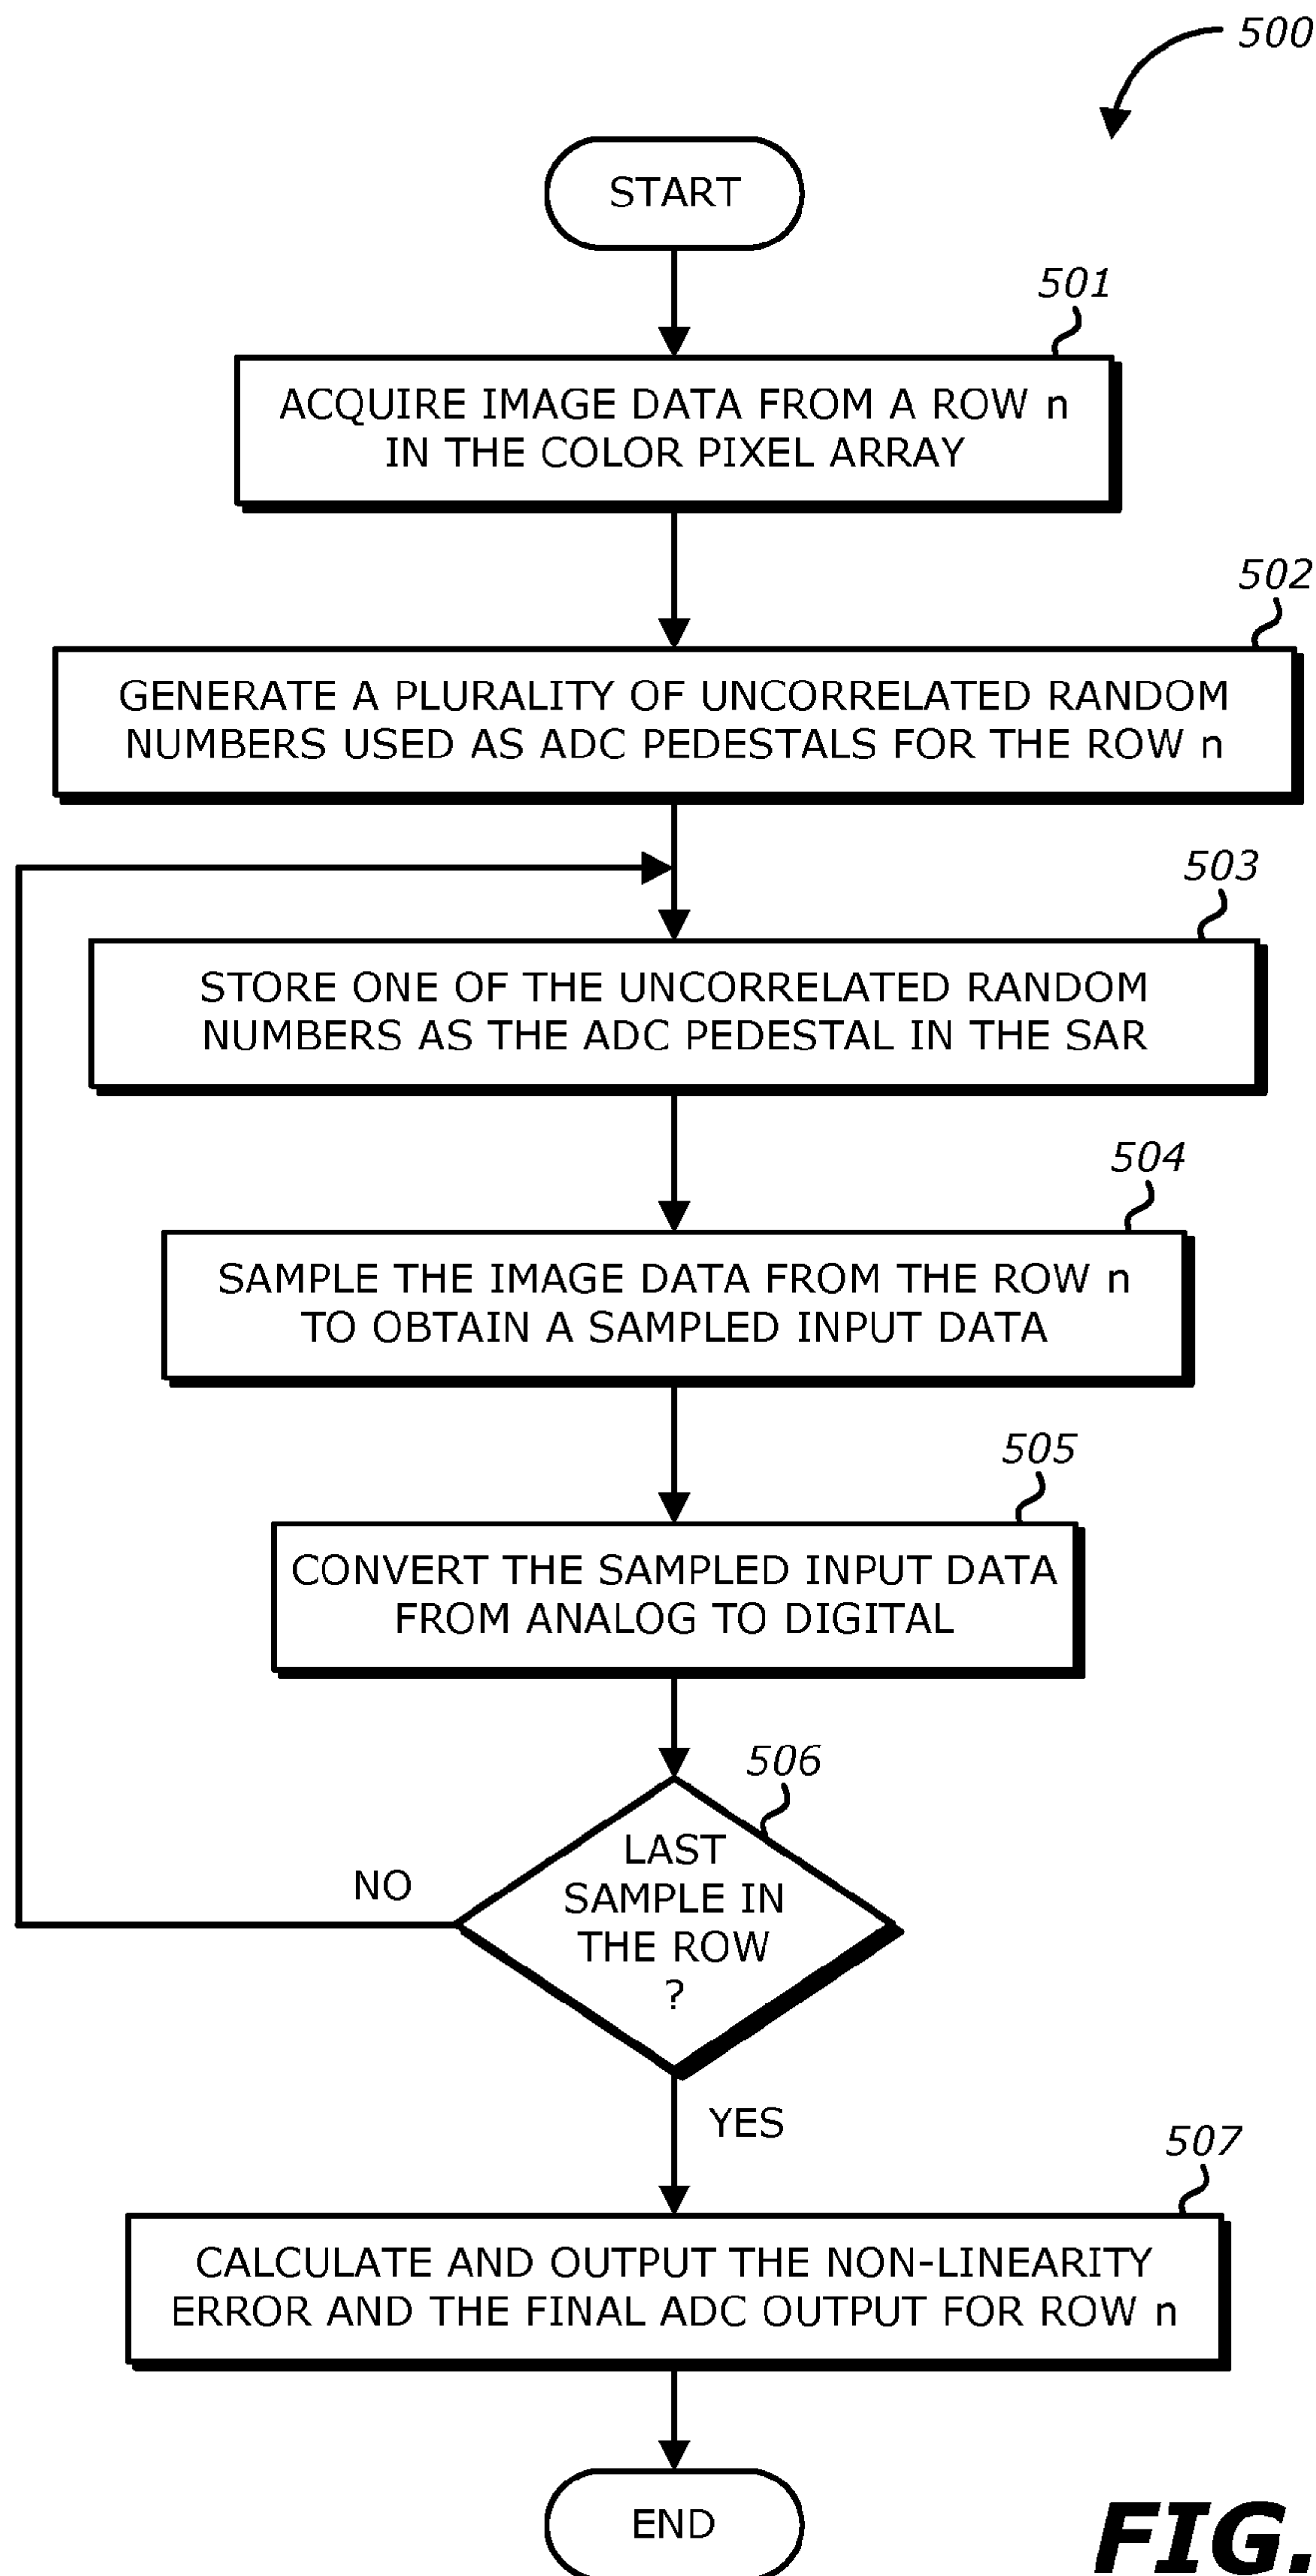 500
START
501
ACQUIRE IMAGE DATA FROM A ROW n
IN THE COLOR PIXEL ARRAY
502
GENERATE A PLURALITY OF UNCORRELATED RANDOM
NUMBERS USED AS ADC PEDESTALS FOR THE ROW n
503
STORE ONE OF THE UNCORRELATED RANDOM
NUMBERS AS THE ADC PEDESTAL IN THE SAR
504
SAMPLE THE IMAGE DATA FROM THE ROW n
TO OBTAIN A SAMPLED INPUT DATA
505
CONVERT THE SAMPLED INPUT DATA
FROM ANALOG TO DIGITAL
506
LAST
SAMPLE IN
THE ROW
?
NO
YES
507
CALCULATE AND OUTPUT THE NON-LINEARITY
ERROR AND THE FINAL ADC OUTPUT FOR ROW n
END
FIG.